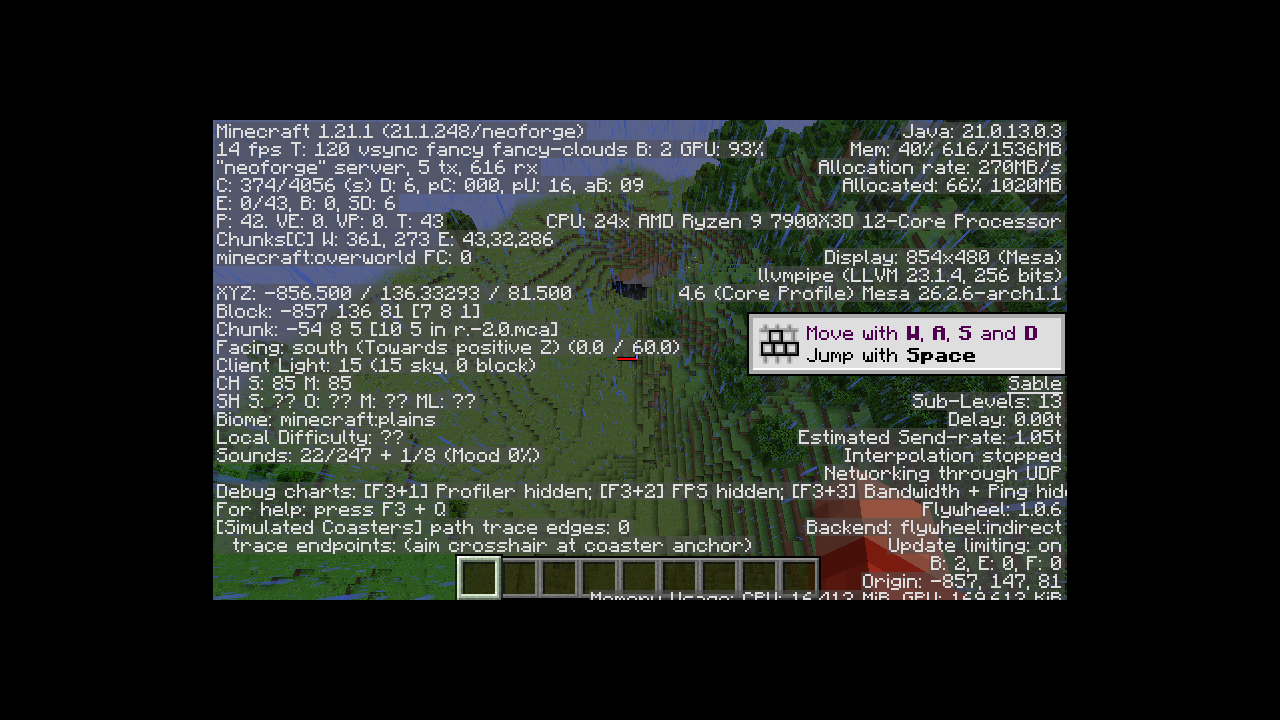 Minecraft 1.21.1 (21.1.248/neoforge)
14 fps T: 120 vsync fancy fancy-clouds B: 2 GPU: 93%
"neoforge" server, 5 tx, 616 rx
C: 374/4056 (s) D: 6, pC: 000, pU: 16, aB: 09
E: 0/43, B: 0, SD: 6
P: 42. VE: 0. VP: 0. T: 43
Chunks[C] W: 361, 273 E: 43,32,286
minecraft:overworld FC: 0
XYZ: -856.500 / 136.33293 / 81.500
Block: -857 136 81 [7 8 1]
Chunk: -54 8 5 [10 5 in r.-2.0.mca]
Facing: south (Towards positive Z) (0.0 / 60.0)
Client Light: 15 (15 sky, 0 block)
CH S: 85 M: 85
SH S: ?? O: ?? M: ?? ML: ??
Biome: minecraft:plains
Local Difficulty: ??
Sounds: 22/247 + 1/8 (Mood 0%)
Debug charts: [F3+1] Profiler hidden; [F3+2] FPS hidden; [F3+3] Bandwidth + Ping hid
For help: press F3 + Q
[Simulated Coasters] path trace edges: 0
trace endpoints: (aim crosshair at coaster anchor)
Java: 21.0.13.0.3
Mem: 40% 616/1536MB
Allocation rate: 270MB/s
Allocated: 66% 1020MB
CPU: 24x AMD Ryzen 9 7900X3D 12-Core Processor
Display: 854x480 (Mesa)
llvmpipe (LLVM 23.1.4, 256 bits)
4.6 (Core Profile) Mesa 26.2.6-arch1.1
Move with W, A, S and D
Jump with Space
Sable
Sub-Levels: 13
Delay: 0.00t
Estimated Send-rate: 1.05t
Interpolation stopped
Networking through UDP
Flywheel: 1.0.6
Backend: flywheel:indirect
Update limiting: on
B: 2, E: 0, F: 0
Origin: -857, 147, 81
Memory Usage: CPU: 16,412 MiB, GPU: 169,612 KiB